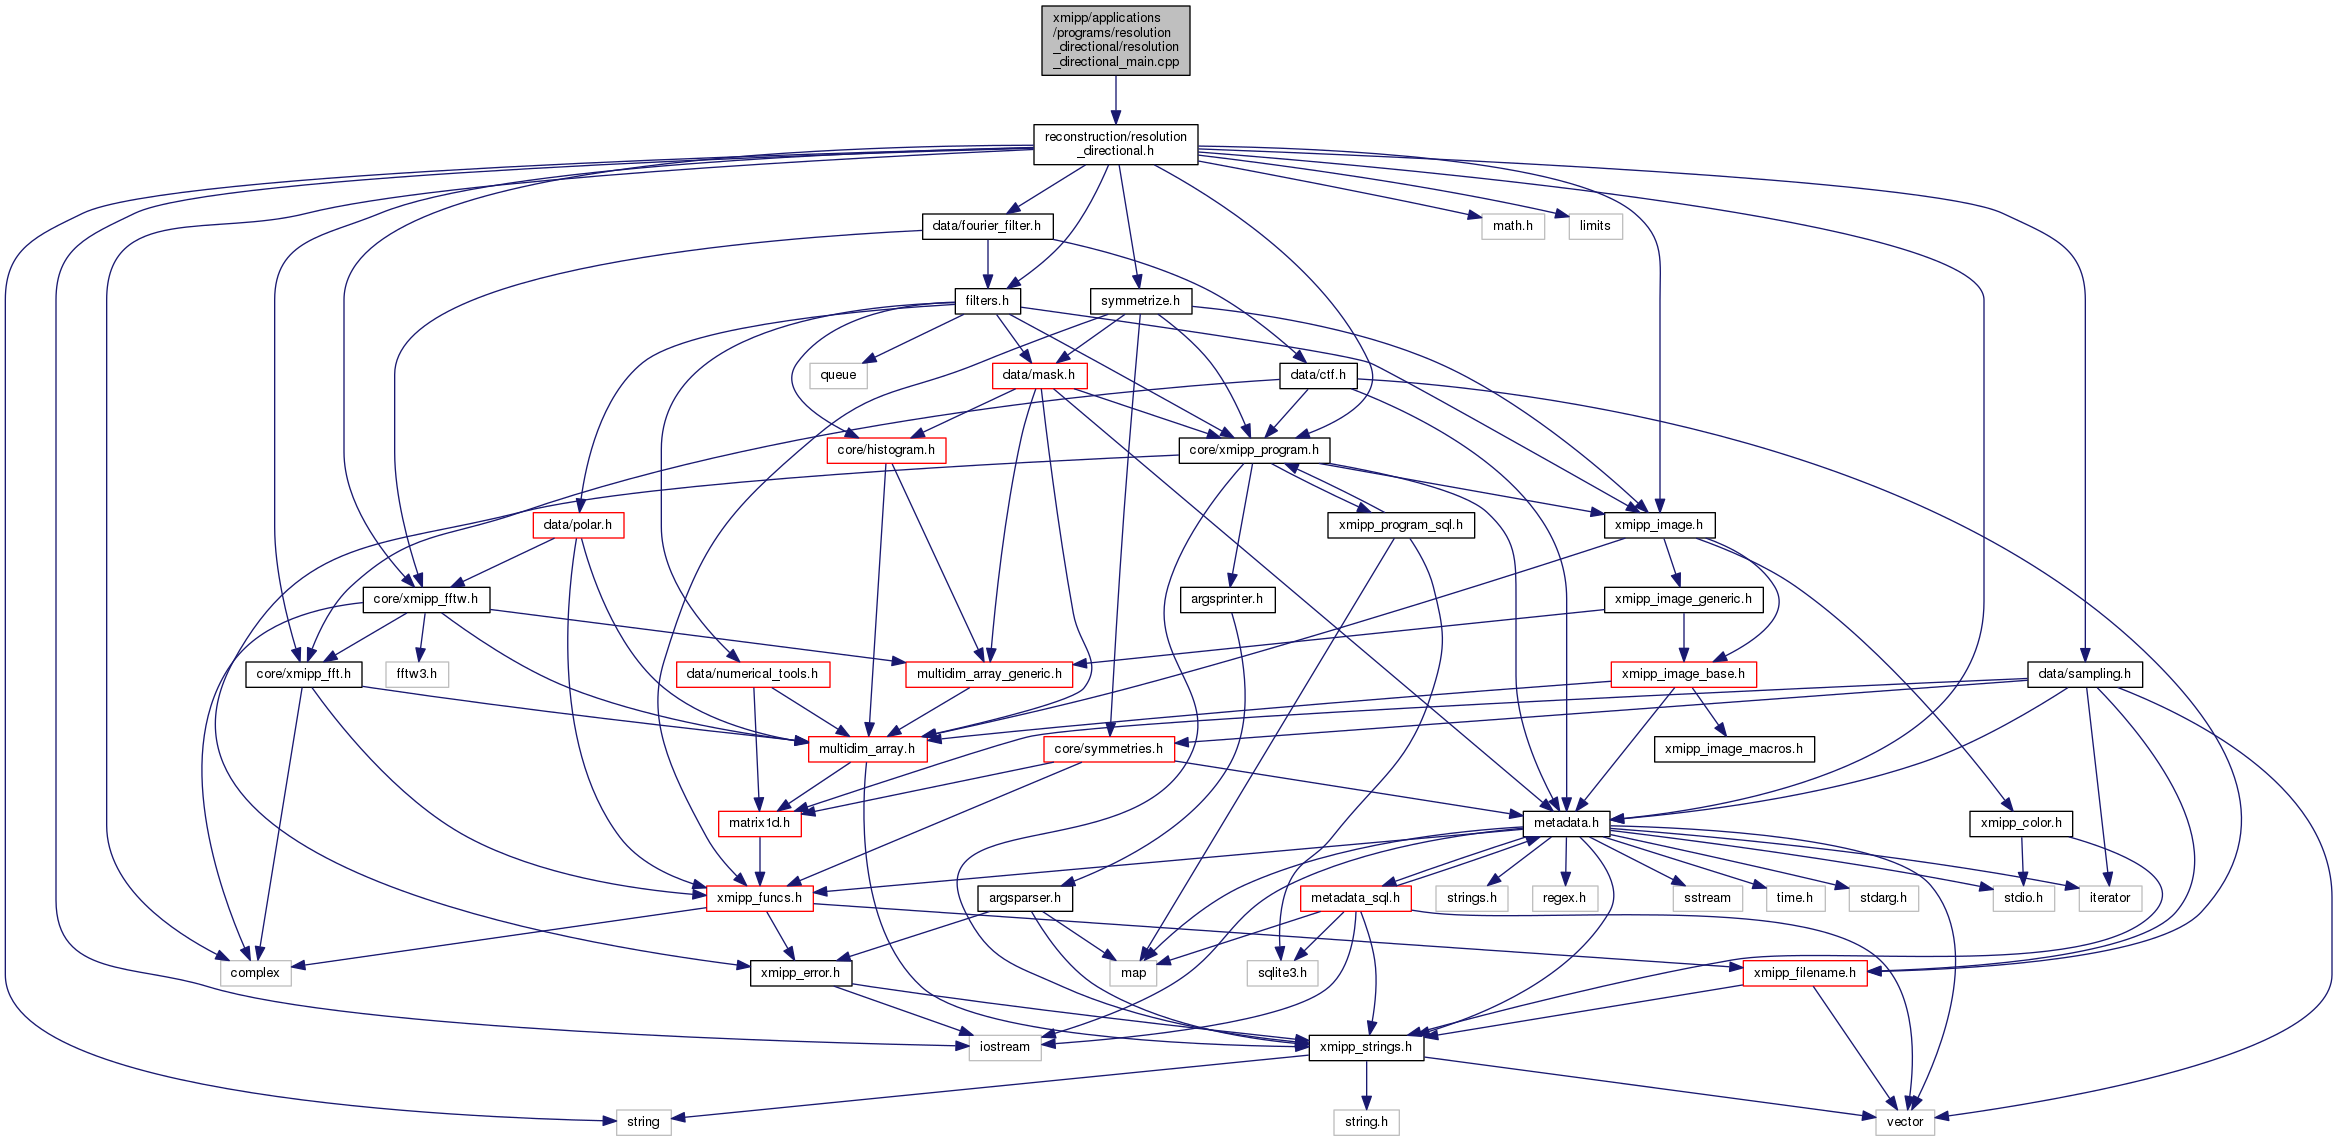 xmipp/applications
/programs/resolution
_directional/resolution
_directional_main.cpp
reconstruction/resolution
_directional.h
data/fourier_filter.h
math.h
limits
filters.h
symmetrize.h
queue
data/mask.h
data/ctf.h
core/histogram.h
core/xmipp_program.h
data/polar.h
xmipp_program_sql.h
xmipp_image.h
core/xmipp_fftw.h
argsprinter.h
xmipp_image_generic.h
core/xmipp_fft.h
fftw3.h
data/numerical_tools.h
multidim_array_generic.h
xmipp_image_base.h
data/sampling.h
multidim_array.h
core/symmetries.h
xmipp_image_macros.h
matrix1d.h
metadata.h
xmipp_color.h
xmipp_funcs.h
argsparser.h
metadata_sql.h
strings.h
regex.h
sstream
time.h
stdarg.h
stdio.h
iterator
complex
xmipp_error.h
map
sqlite3.h
xmipp_filename.h
iostream
xmipp_strings.h
string
string.h
vector